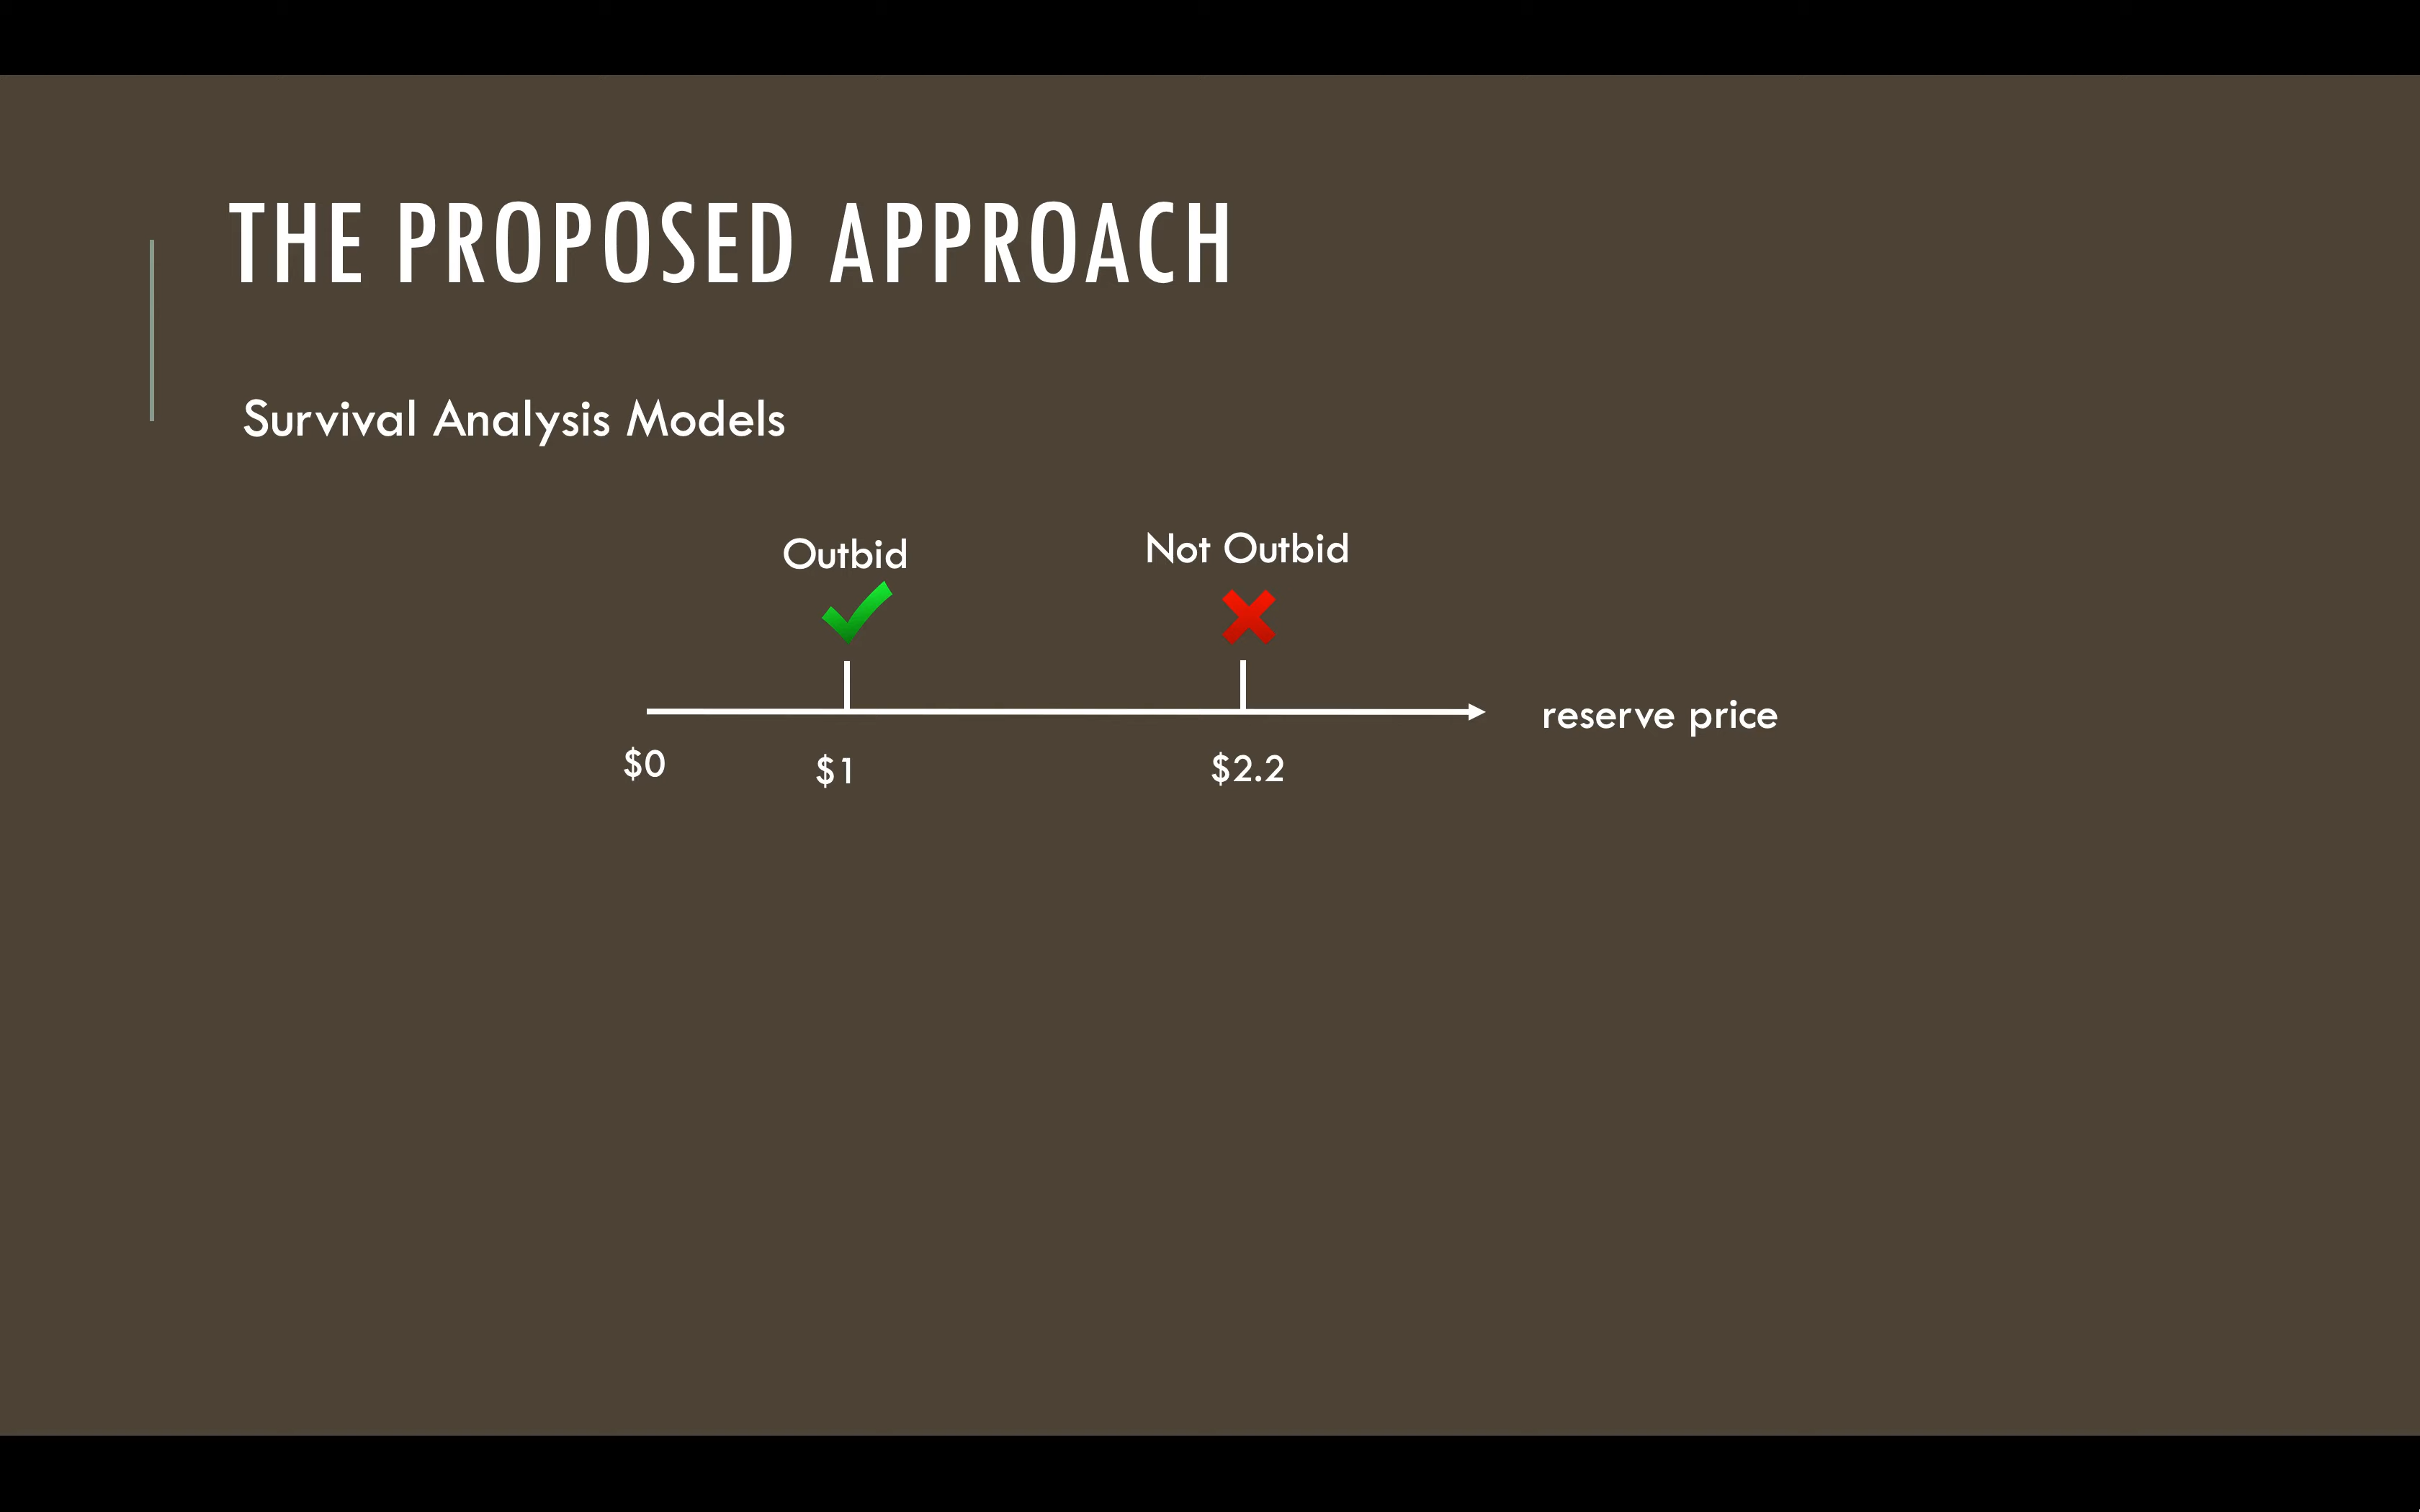 THE PROPOSED APPROACH
Survival Analysis Models
Outbid
Not Outbid
reserve price
$0
$1
$2.2